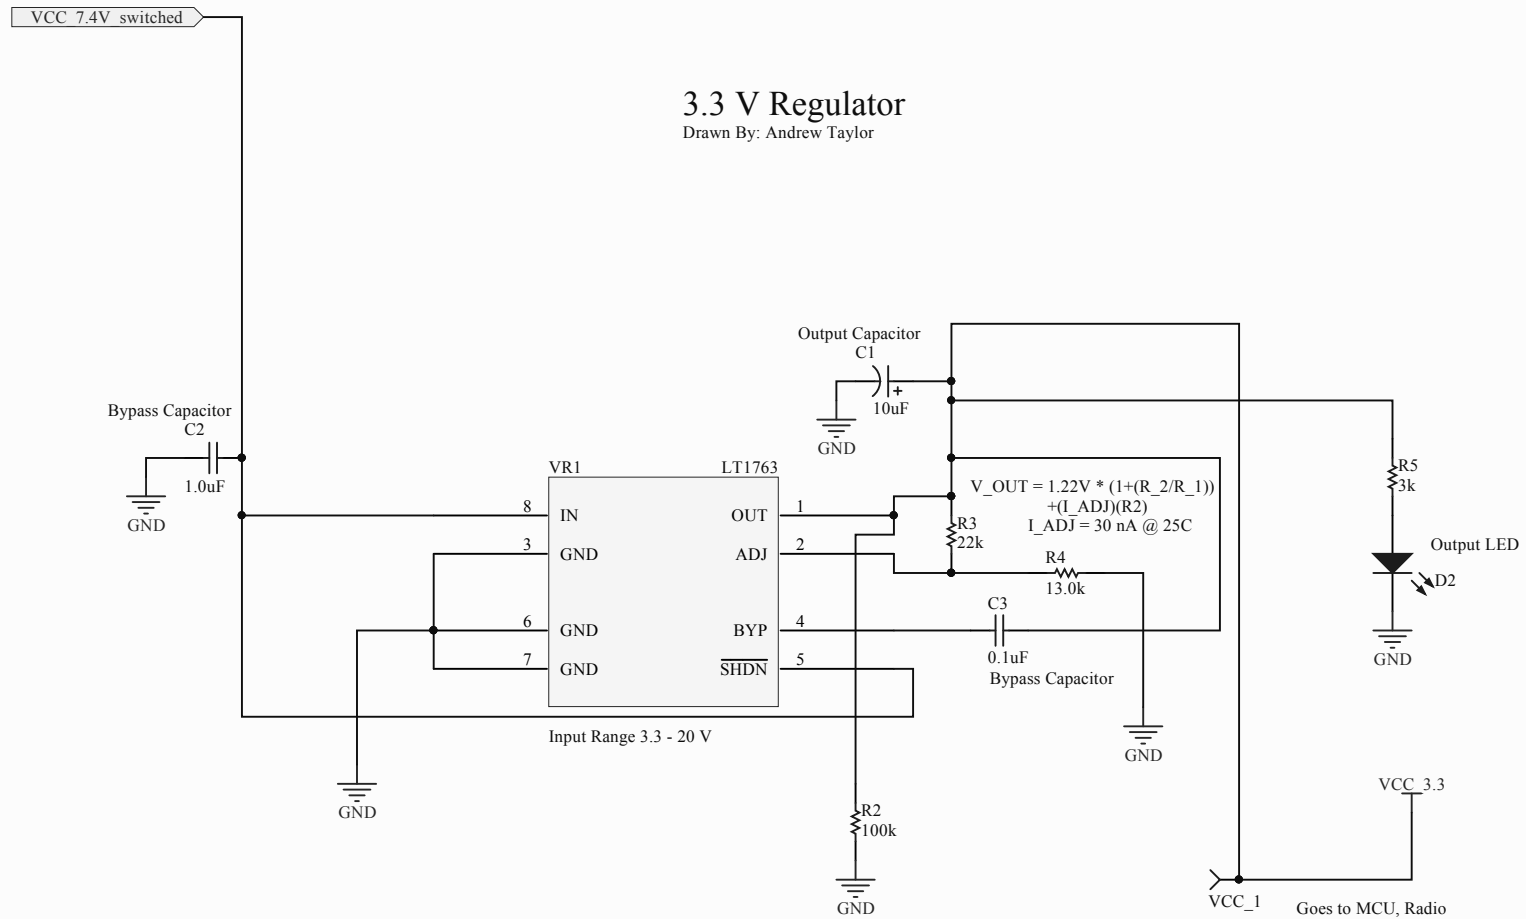 VCC_7.4V_switched
3.3 V Regulator
Drawn By: Andrew Taylor
Output Capacitor
C1
10uF
GND
Bypass Capacitor
C2
1.0uF
GND
VR1
LT1763
8
IN
3
GND
6
GND
7
GND
OUT
1
ADJ
2
BYP
4
SHDN
5
Input Range 3.3 - 20 V
GND
V_OUT = 1.22V * (1+(R_2/R_1))
+(I_ADJ)(R2)
I_ADJ = 30 nA @ 25C
R3
22k
R4
13.0k
C3
0.1uF
Bypass Capacitor
GND
R5
3k
Output LED
D2
GND
R2
100k
GND
VCC_3.3
VCC_1
Goes to MCU, Radio